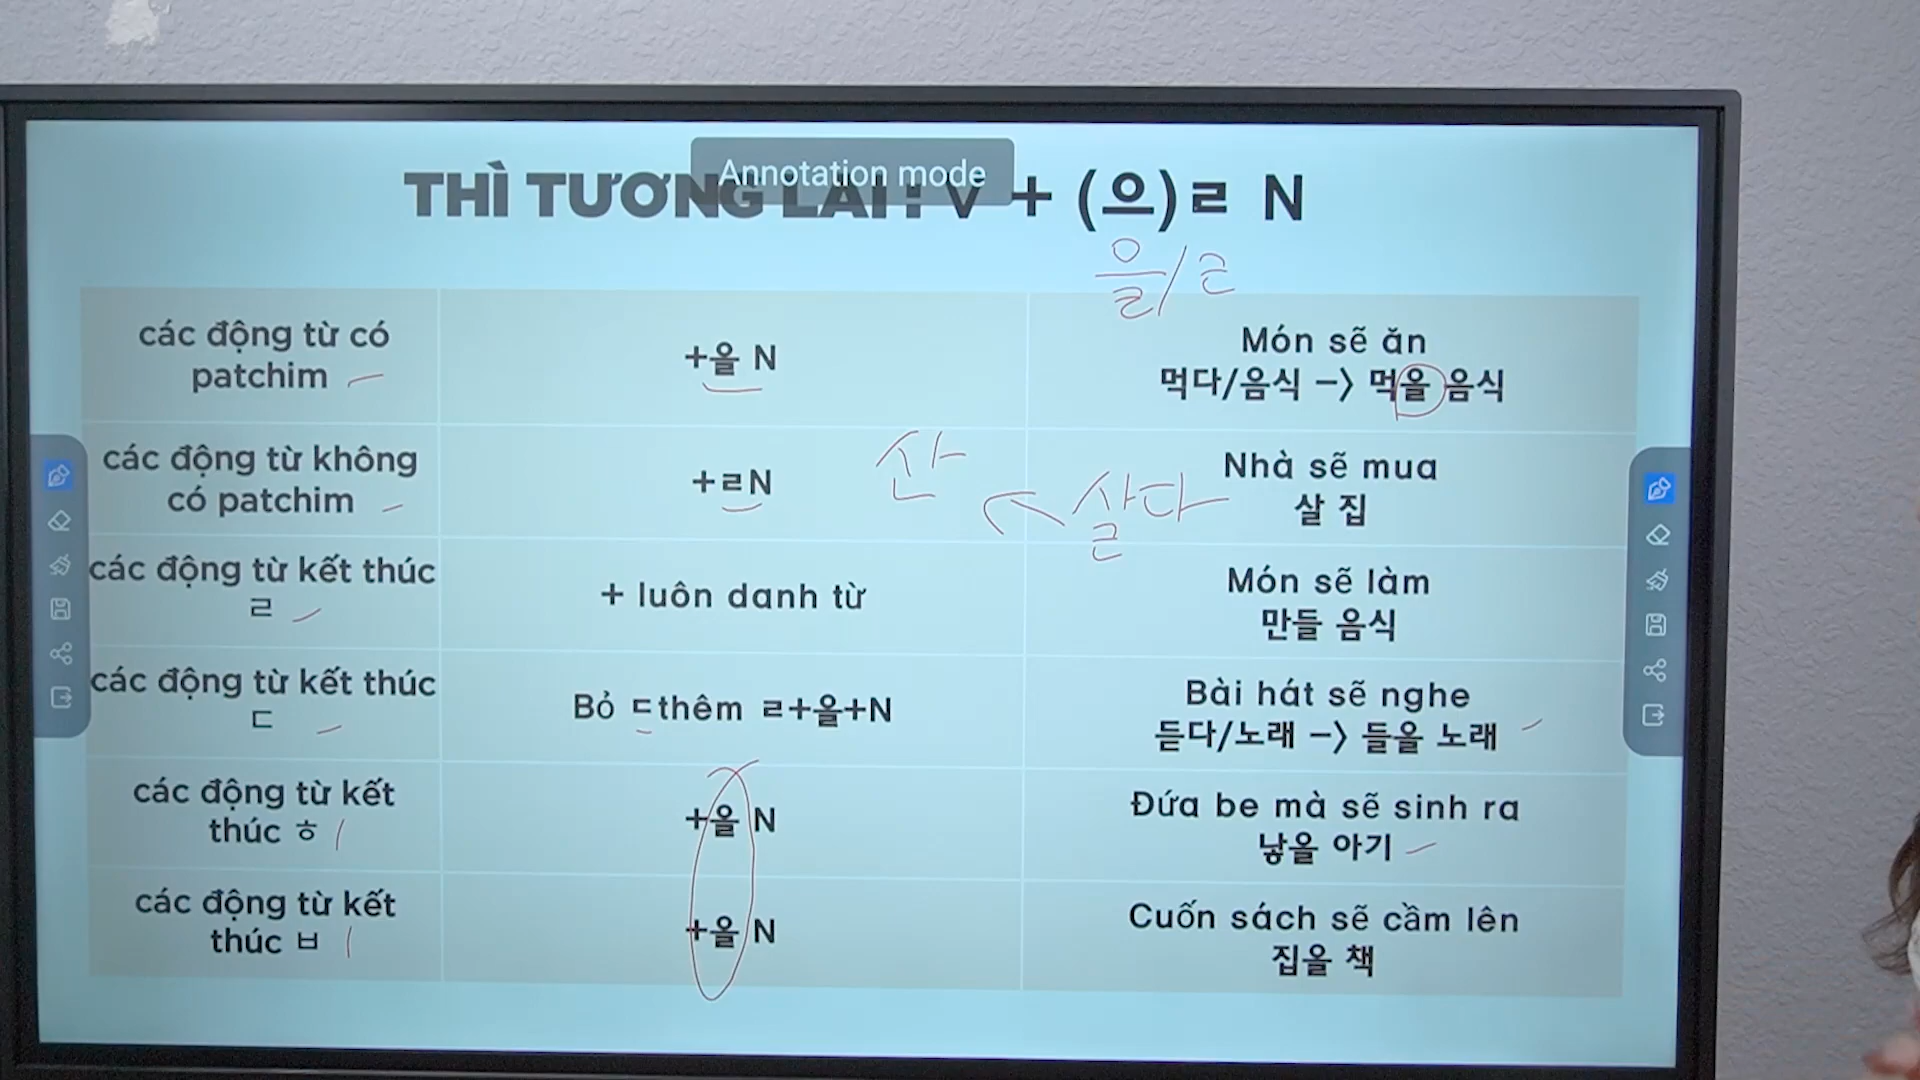 Annotation mode
THÌ TƯƠNG LAI : V + (으)ㄹ N
을/ㄹ
các động từ có
patchim
+을 N
Món sẽ ăn
먹다/음식 -> 먹을 음식
các động từ không
có patchim
+ㄹN
산
살다
Nhà sẽ mua
살 집
các động từ kết thúc
ㄹ
+ luôn danh từ
Món sẽ làm
만들 음식
các động từ kết thúc
ㄷ
Bỏ ㄷthêm ㄹ+을+N
Bài hát sẽ nghe
듣다/노래 -> 들을 노래
các động từ kết
thúc ㅎ
+을 N
Đứa be mà sẽ sinh ra
낳을 아기
các động từ kết
thúc ㅂ
+을 N
Cuốn sách sẽ cầm lên
집을 책